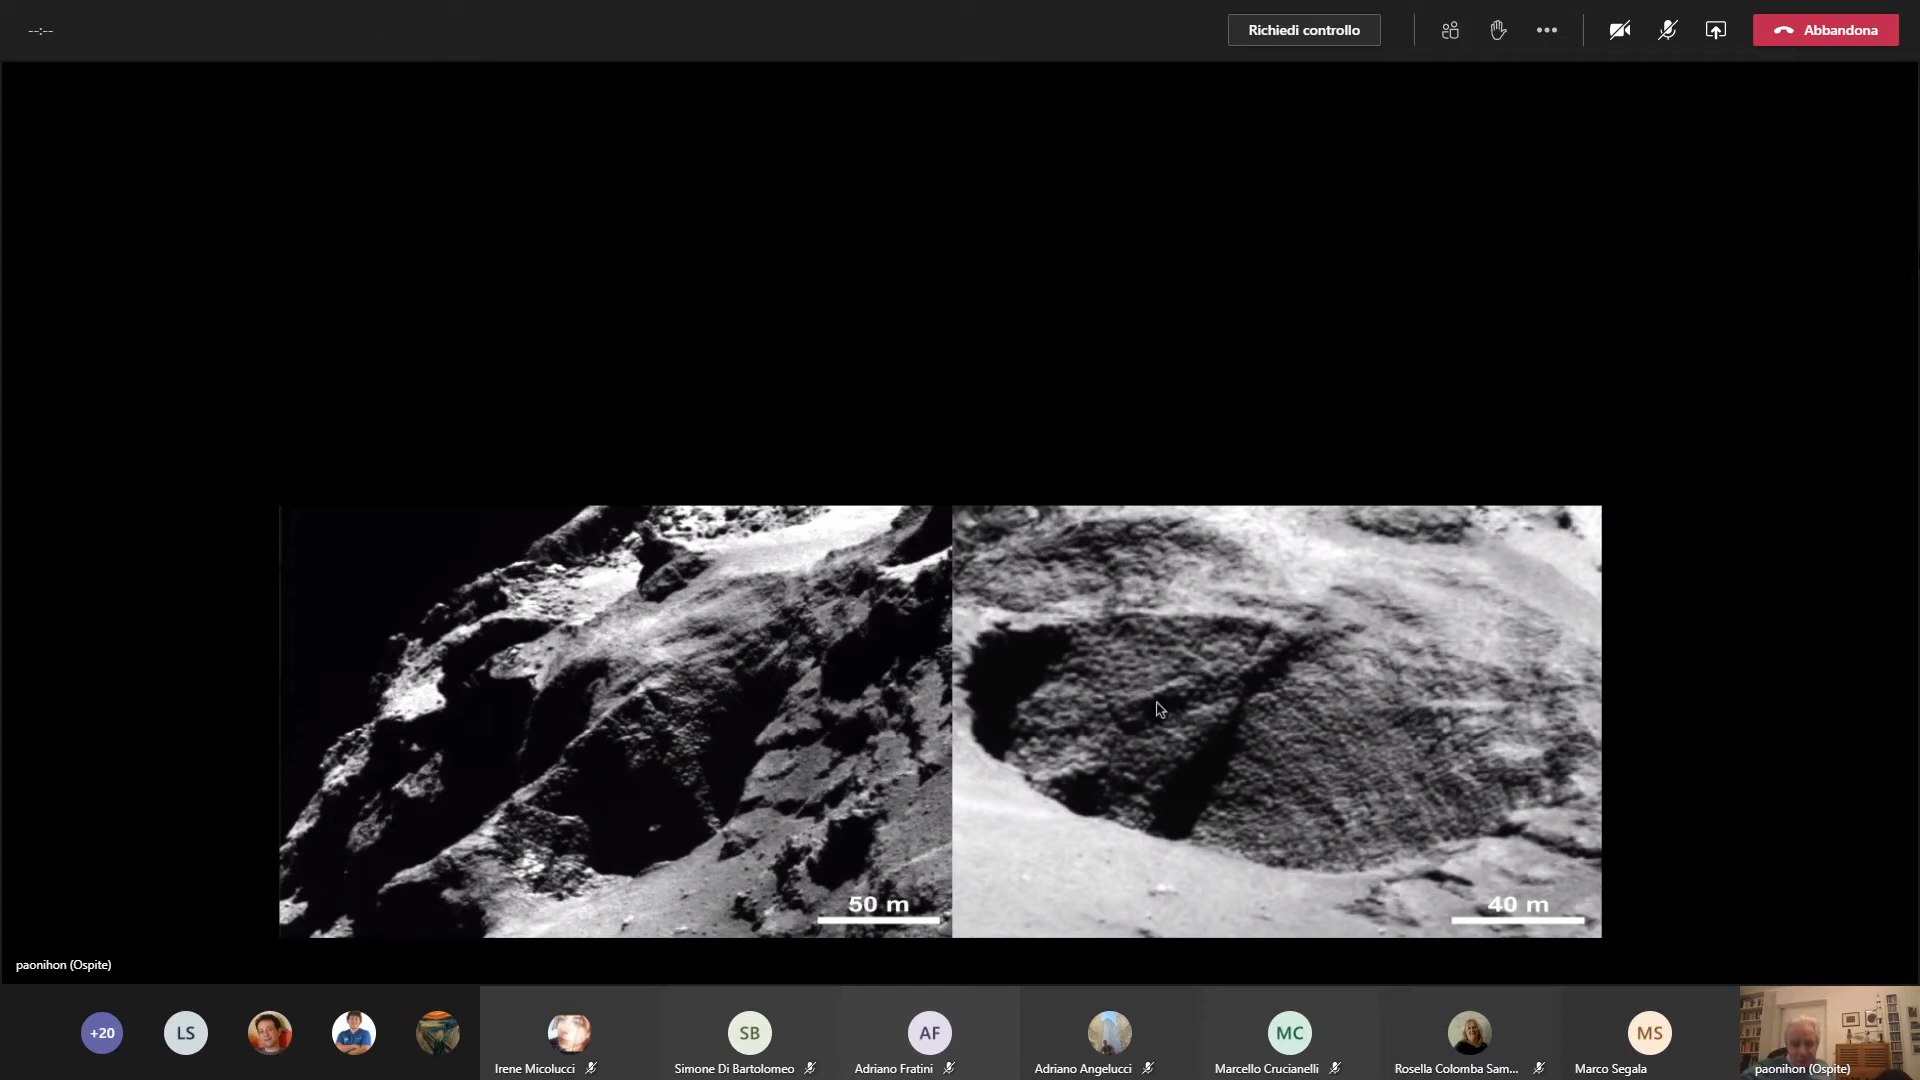 --:--
Richiedi controllo
Abbandona
50 m
40 m
paonihon (Ospite)
+20
LS
SB
AF
MC
MS
Irene Micolucci
Simone Di Bartolomeo
Adriano Fratini
Adriano Angelucci
Marcello Crucianelli
Rosella Colomba Sam...
Marco Segala
paonihon (Ospite)